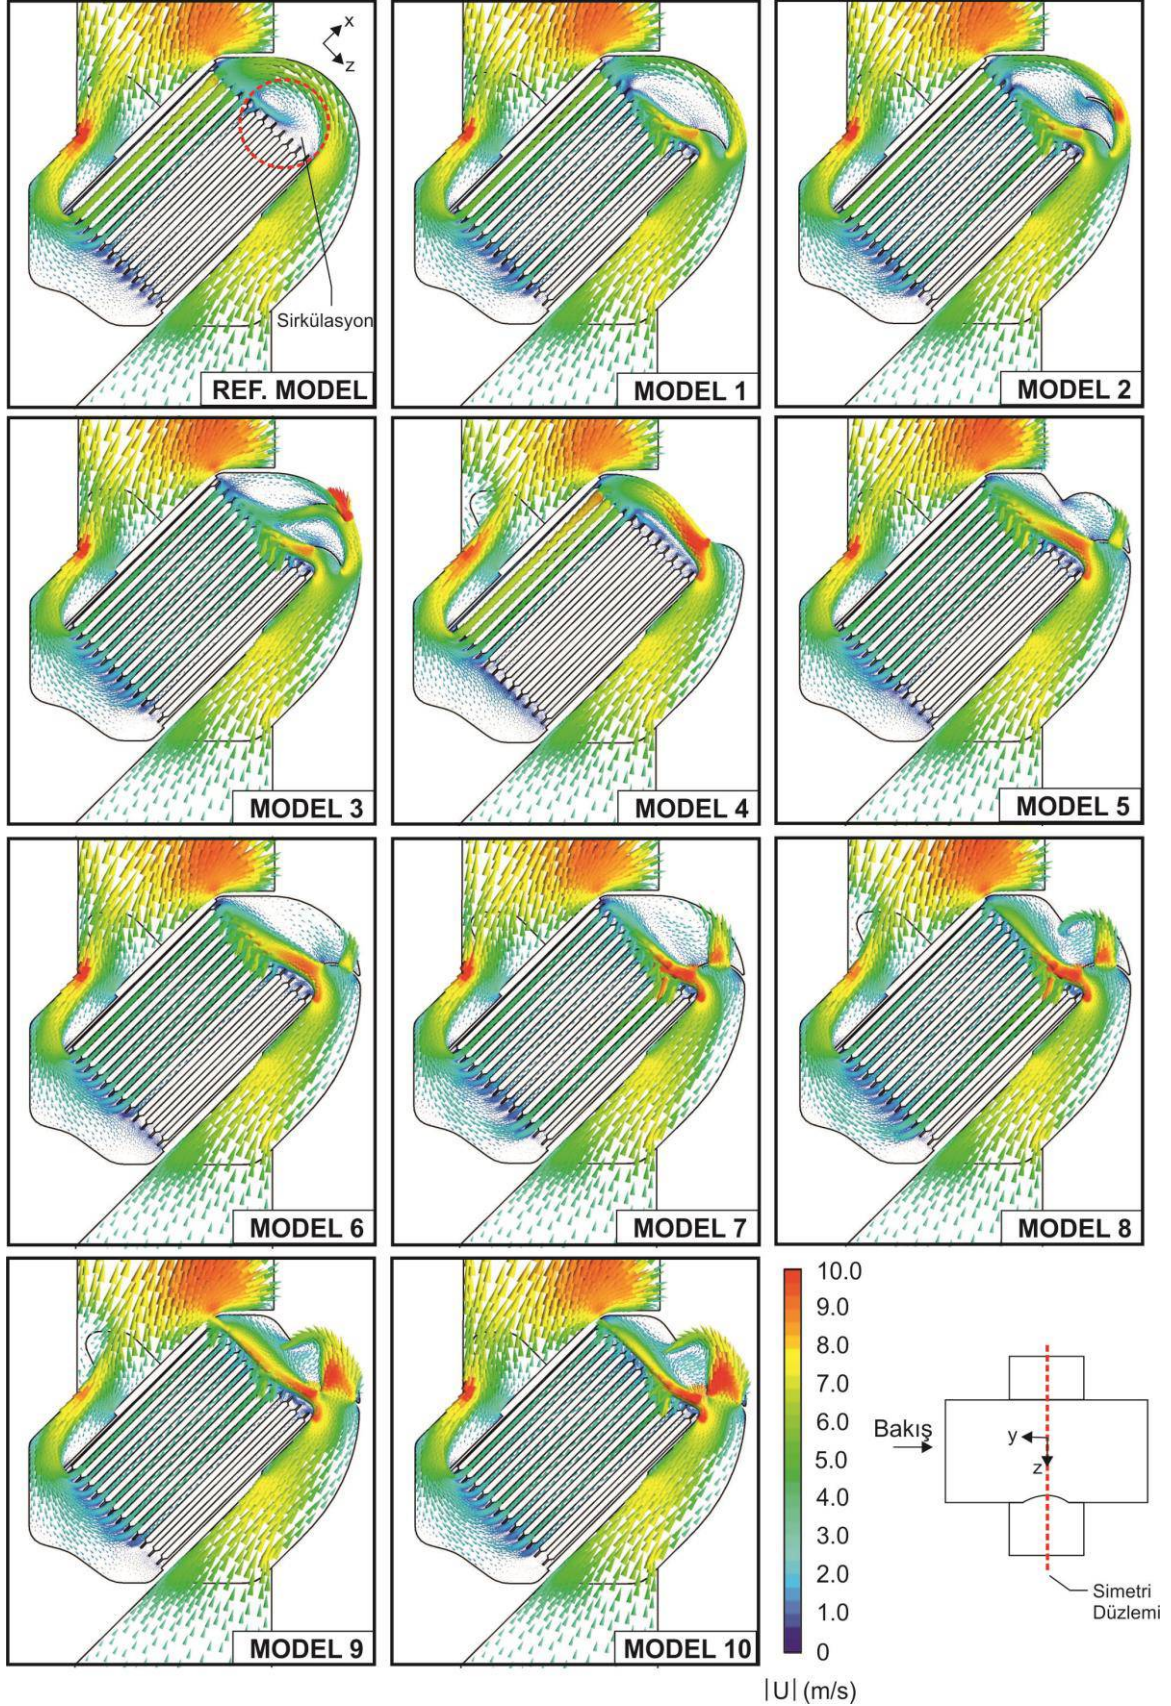 x
z
Sirkülasyon
REF. MODEL
MODEL 1
MODEL 2
MODEL 3
MODEL 4
MODEL 5
MODEL 6
MODEL 7
MODEL 8
MODEL 9
MODEL 10
10.0
9.0
8.0
7.0
6.0
5.0
4.0
3.0
2.0
1.0
0
|U| (m/s)
Bakış
y
z
Simetri
Düzlemi